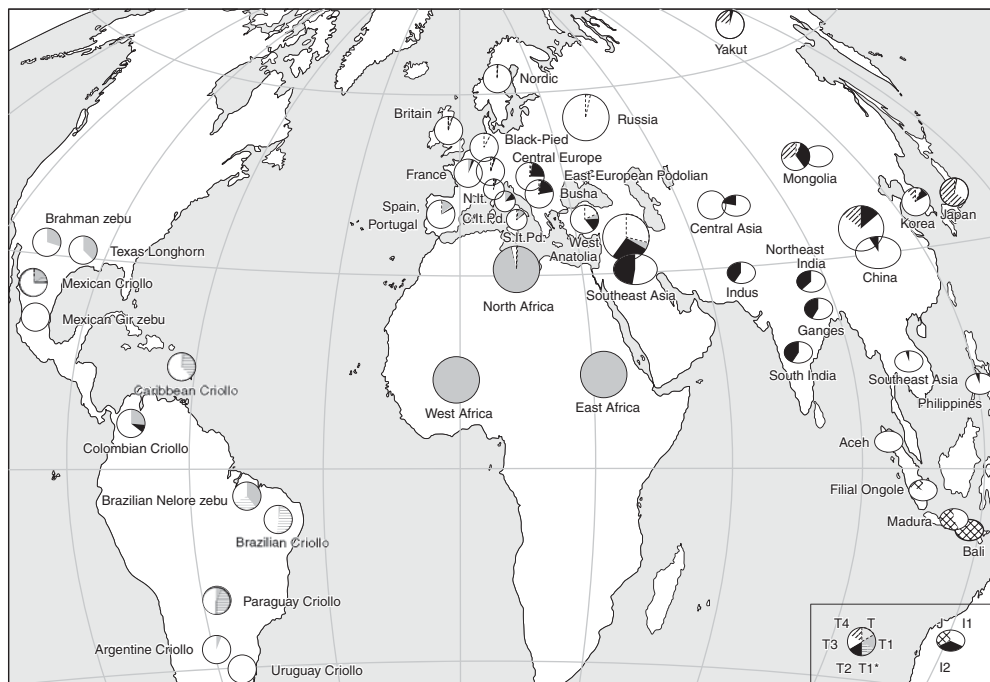 Yakut
Nordic
Britain
Russia
Black-Pied
Central Europe
France
East-European Podolian
Mongolia
N.It.
Busha
Spain,
Portugal
C.It.Pd.
Korea
Japan
Central Asia
S.It.Pd.
West
Anatolia
Brahman zebu
Texas Longhorn
Northeast
India
China
Mexican Criollo
North Africa
Southeast Asia
Indus
Mexican Gir zebu
Ganges
South India
Southeast Asia
Caribbean Criollo
Philippines
West Africa
East Africa
Colombian Criollo
Aceh
Brazilian Nelore zebu
Filial Ongole
Madura
Brazilian Criollo
Bali
Paraguay Criollo
Argentine Criollo
Uruguay Criollo
T4 T J I1
T3 T1
T2 T1* I2